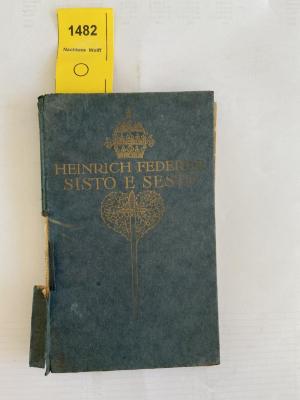 1482
Nachlass Wolff
HEINRICH FEDERER
SISTO E SESTO